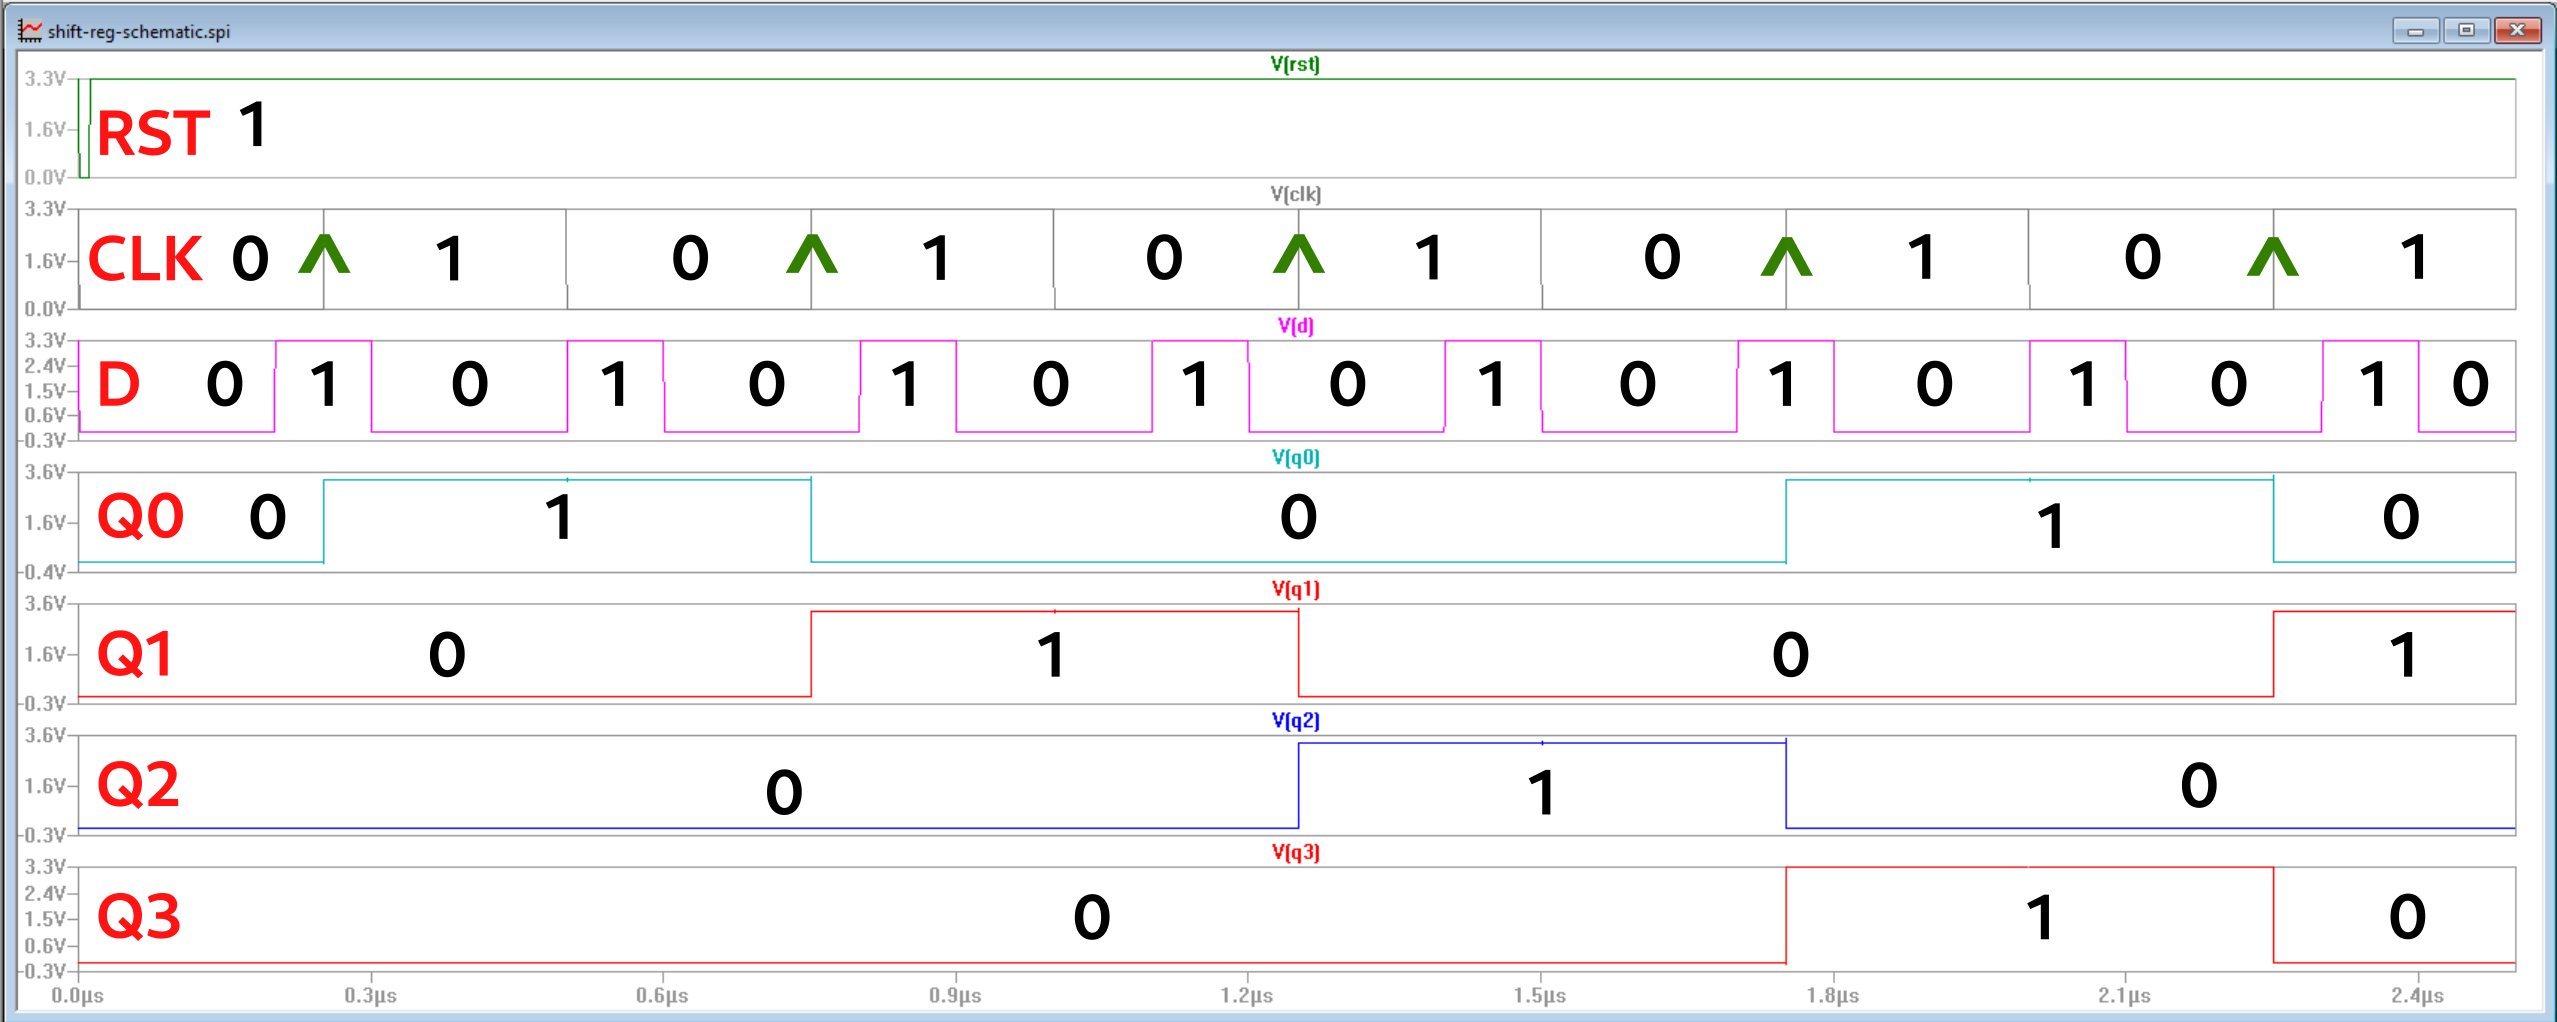 shift-reg-schematic.spi
V(rst)
3.3V
1.6V
0.0V
RST 1
V(clk)
3.3V
1.6V
0.0V
CLK 0 ^ 1 0 ^ 1 0 ^ 1 0 ^ 1 0 ^ 1
V(d)
3.3V
2.4V
1.5V
0.6V
-0.3V
D 0 1 0 1 0 1 0 1 0 1 0 1 0 1 0 1 0
V(q0)
3.6V
1.6V
-0.4V
Q0 0 1 0 1 0
V(q1)
3.6V
1.6V
-0.3V
Q1 0 1 0 1
V(q2)
3.6V
1.6V
-0.3V
Q2 0 1 0
V(q3)
3.3V
2.4V
1.5V
0.6V
-0.3V
Q3 0 1 0
0.0µs 0.3µs 0.6µs 0.9µs 1.2µs 1.5µs 1.8µs 2.1µs 2.4µs